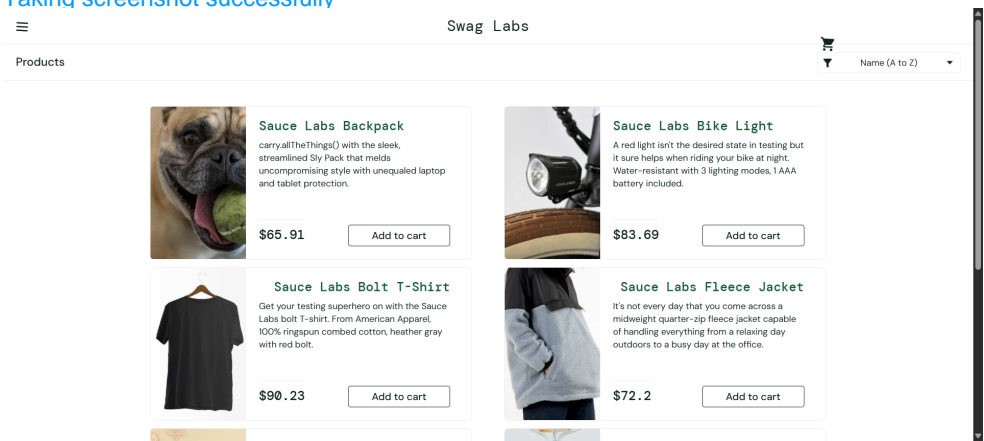 Taking screenshot successfully
Swag Labs
Products
Name (A to Z)
Sauce Labs Backpack
carry.allTheThings() with the sleek,
streamlined Sly Pack that melds
uncompromising style with unequaled laptop
and tablet protection.
$65.91
Add to cart
Sauce Labs Bike Light
A red light isn't the desired state in testing but
it sure helps when riding your bike at night.
Water-resistant with 3 lighting modes, 1 AAA
battery included.
$83.69
Add to cart
Sauce Labs Bolt T-Shirt
Get your testing superhero on with the Sauce
Labs bolt T-shirt. From American Apparel,
100% ringspun combed cotton, heather gray
with red bolt.
$90.23
Add to cart
Sauce Labs Fleece Jacket
It's not every day that you come across a
midweight quarter-zip fleece jacket capable
of handling everything from a relaxing day
outdoors to a busy day at the office.
$72.2
Add to cart